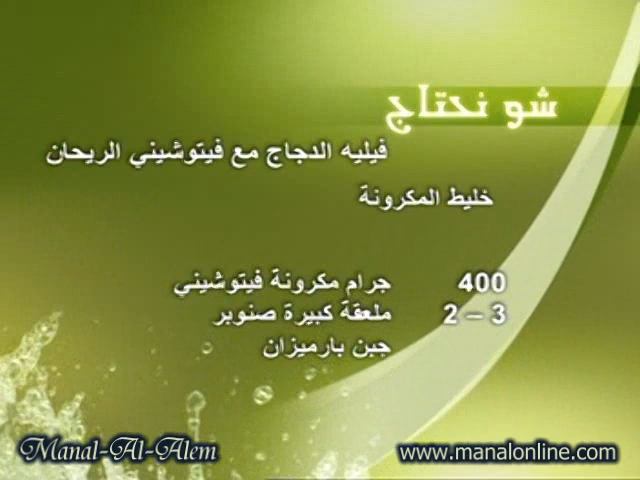 شو نحتاج
فيليه الدجاج مع فيتوشيني الريحان
خليط المكرونة
400 جرام مكرونة فيتوشيني
3 – 2 ملعقة كبيرة صنوبر
جبن بارميزان
Manal-Al-Alem
www.manalonline.com